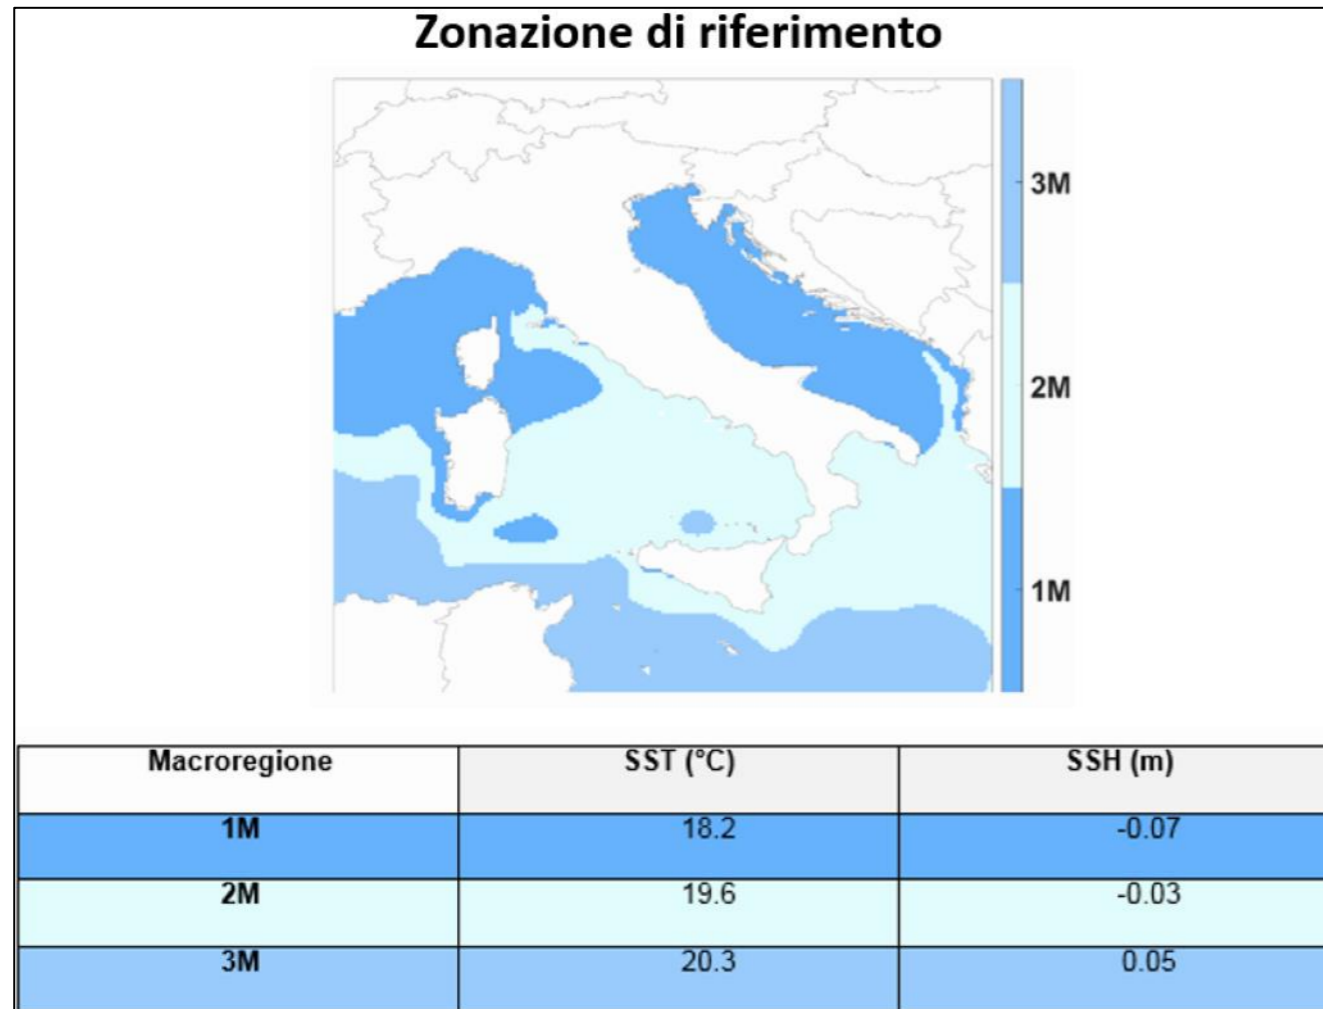 Zonazione di riferimento
3M
2M
1M
Macroregione SST (°C) SSH (m)
1M 18.2 -0.07
2M 19.6 -0.03
3M 20.3 0.05